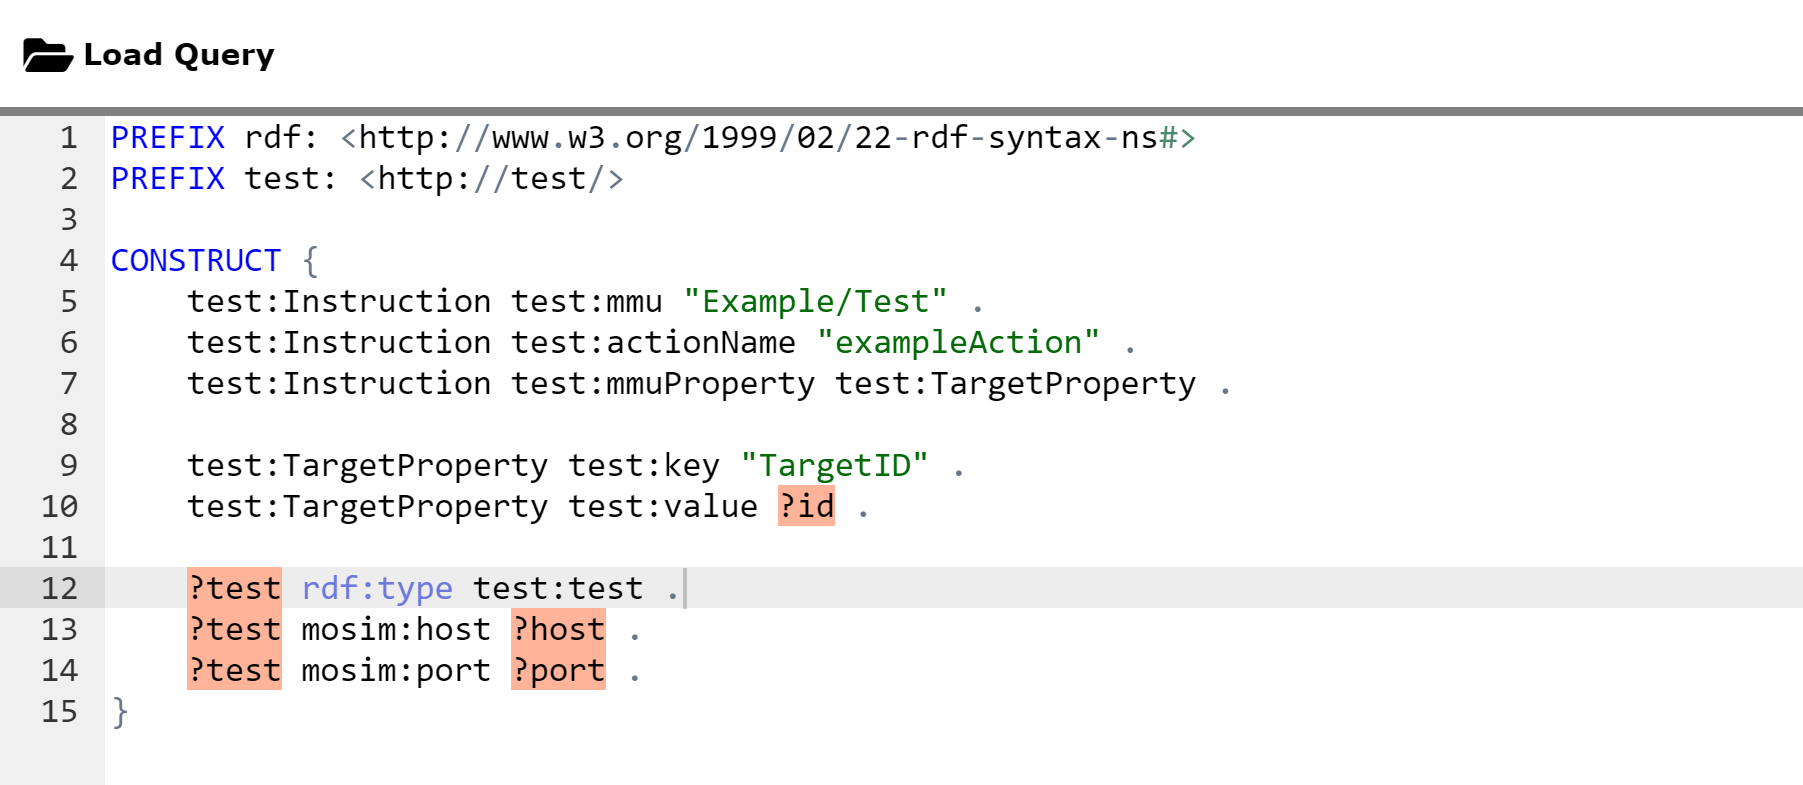 Load Query
1 PREFIX rdf: <http://www.w3.org/1999/02/22-rdf-syntax-ns#>
2 PREFIX test: <http://test/>
3
4 CONSTRUCT {
5     test:Instruction test:mmu "Example/Test" .
6     test:Instruction test:actionName "exampleAction" .
7     test:Instruction test:mmuProperty test:TargetProperty .
8
9     test:TargetProperty test:key "TargetID" .
10     test:TargetProperty test:value ?id .
11
12     ?test rdf:type test:test .
13     ?test mosim:host ?host .
14     ?test mosim:port ?port .
15 }